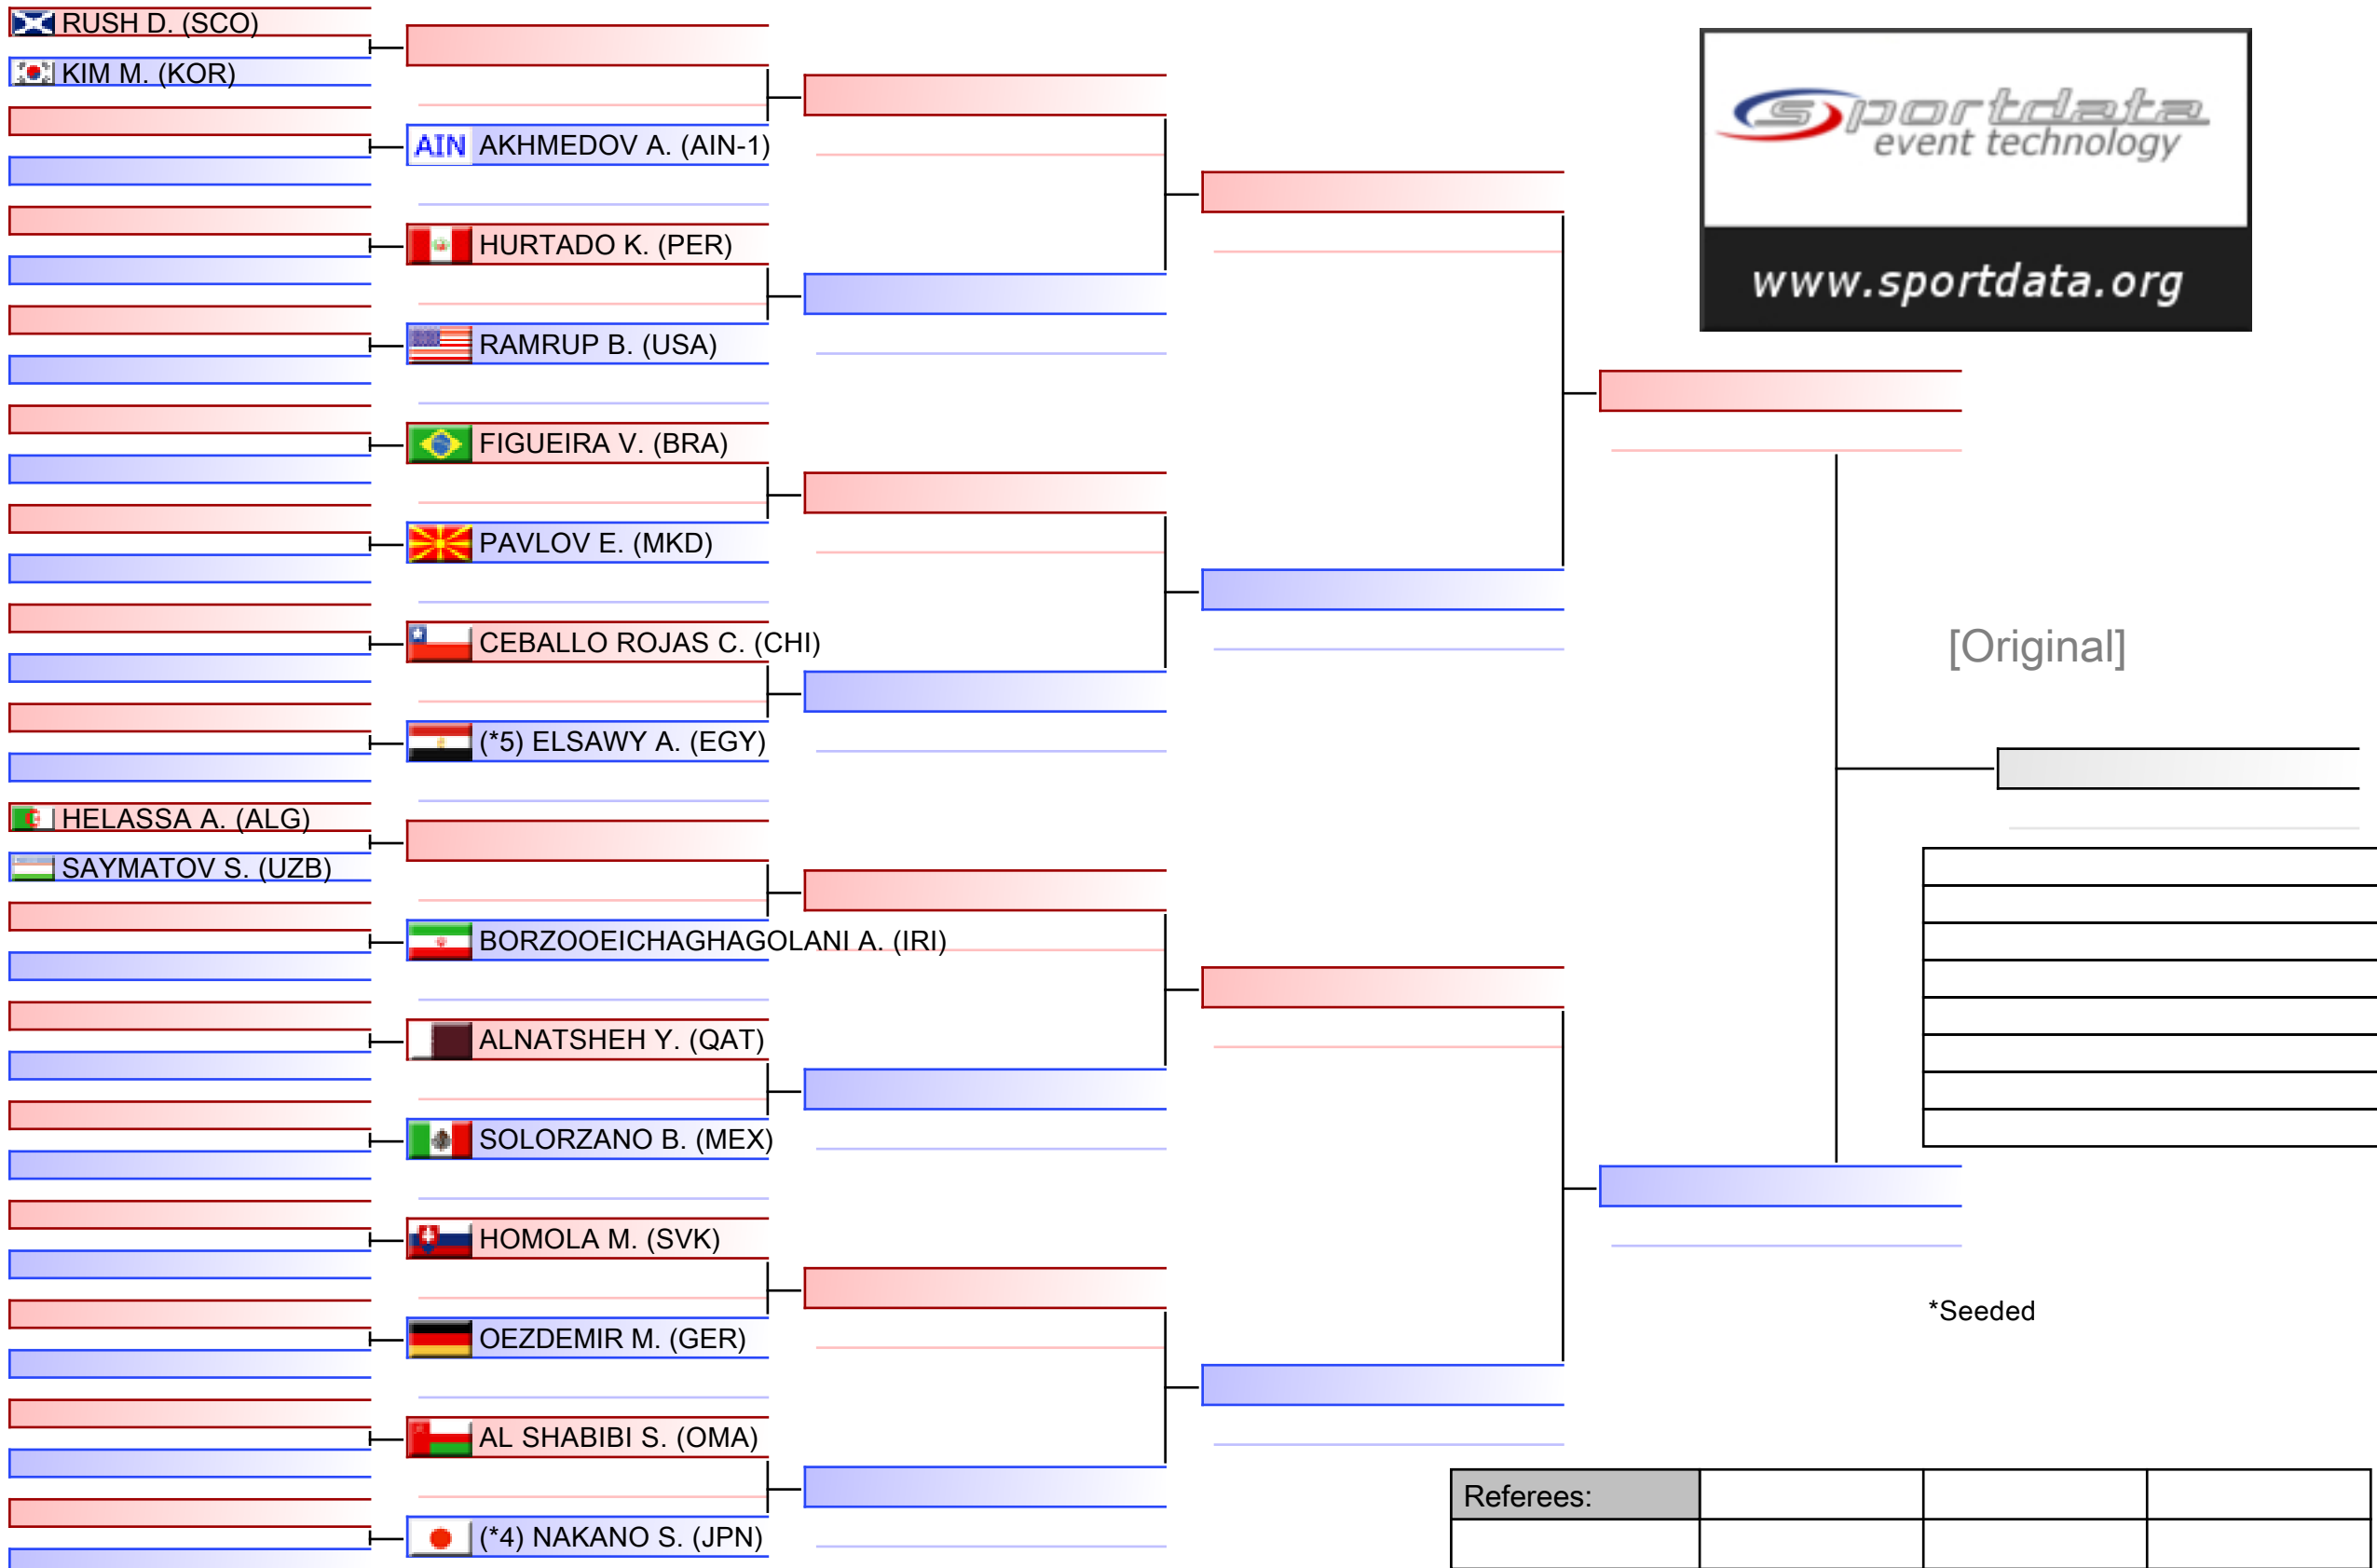 RUSH D. (SCO)
KIM M. (KOR)
AIN AKHMEDOV A. (AIN-1)
HURTADO K. (PER)
RAMRUP B. (USA)
FIGUEIRA V. (BRA)
PAVLOV E. (MKD)
CEBALLO ROJAS C. (CHI)
(*5) ELSAWY A. (EGY)
HELASSA A. (ALG)
SAYMATOV S. (UZB)
BORZOOEICHAGHAGOLANI A. (IRI)
ALNATSHEH Y. (QAT)
SOLORZANO B. (MEX)
HOMOLA M. (SVK)
OEZDEMIR M. (GER)
AL SHABIBI S. (OMA)
(*4) NAKANO S. (JPN)
sportdata
event technology
www.sportdata.org
[Original]
*Seeded
Referees: